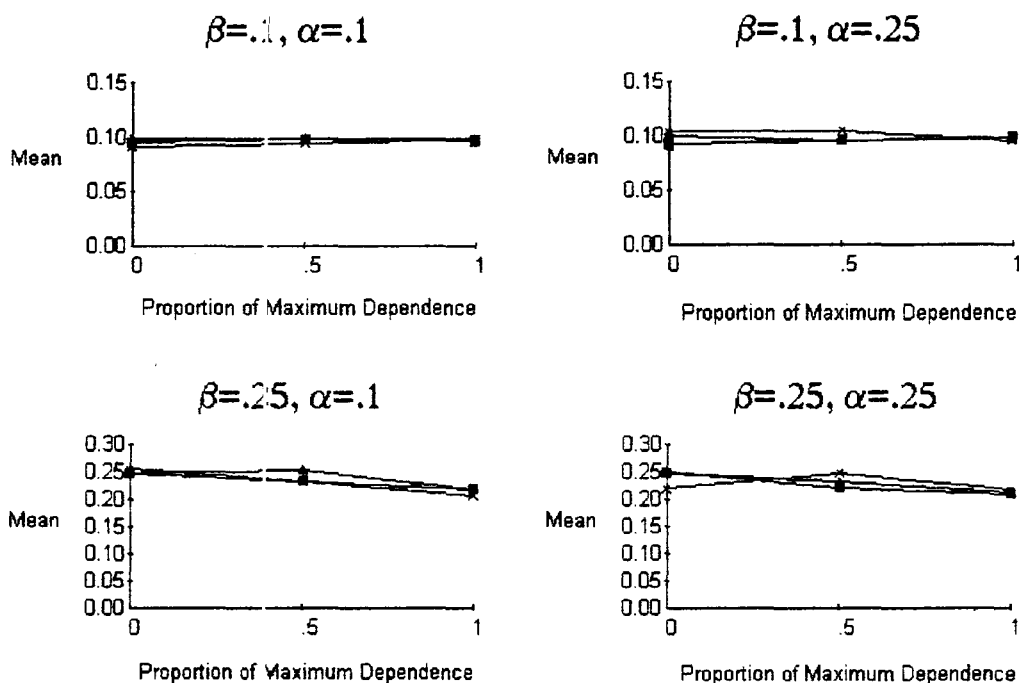 β=.1, α=.1
0.15
0.10
Mean
0.05
0.00
0 .5 1
Proportion of Maximum Dependence
β=.1, α=.25
0.15
0.10
Mean
0.05
0.00
0 .5 1
Proportion of Maximum Dependence
β=.25, α=.1
0.30
0.25
0.20
Mean
0.15
0.10
0.05
0.00
0 .5 1
Proportion of Maximum Dependence
β=.25, α=.25
0.30
0.25
0.20
Mean
0.15
0.10
0.05
0.00
0 .5 1
Proportion of Maximum Dependence